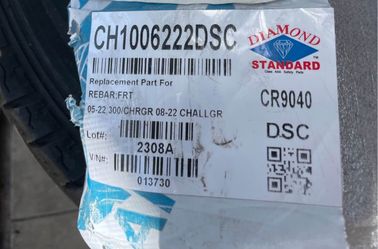 CH1006222DSC
DIAMOND
STANDARD
Replacement Part For
REBAR:FRT
CR9040
05-22 300/CHRGR 08-22 CHALLGR
DSC
Lot#:
2308A
V/N#:
013730